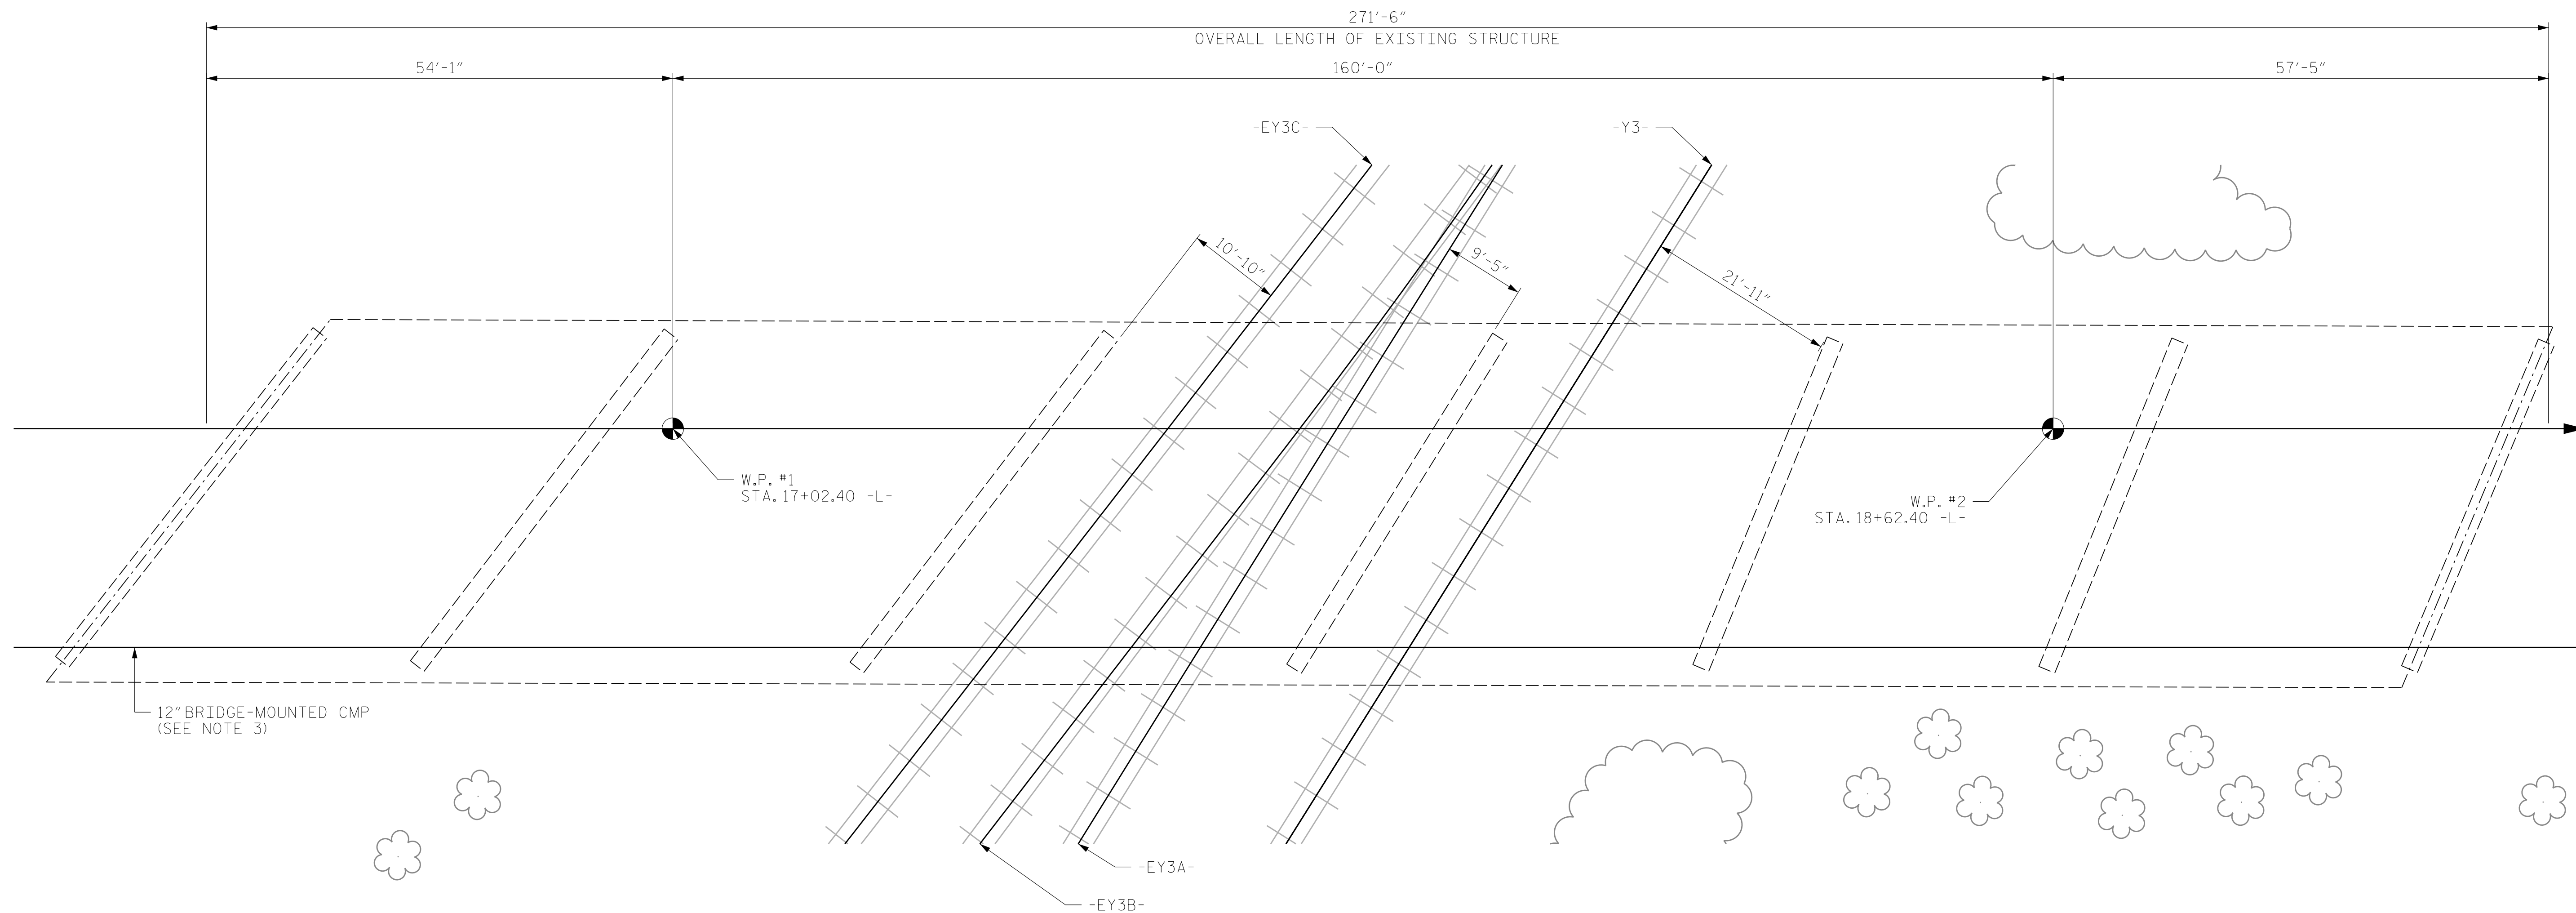 271'-6"
OVERALL LENGTH OF EXISTING STRUCTURE
54'-1"
160'-0"
57'-5"
-EY3C-
-Y3-
10'-10"
9'-5"
21'-11"
W.P. #1
STA. 17+02.40 -L-
W.P. #2
STA. 18+62.40 -L-
12" BRIDGE-MOUNTED CMP
(SEE NOTE 3)
-EY3A-
-EY3B-